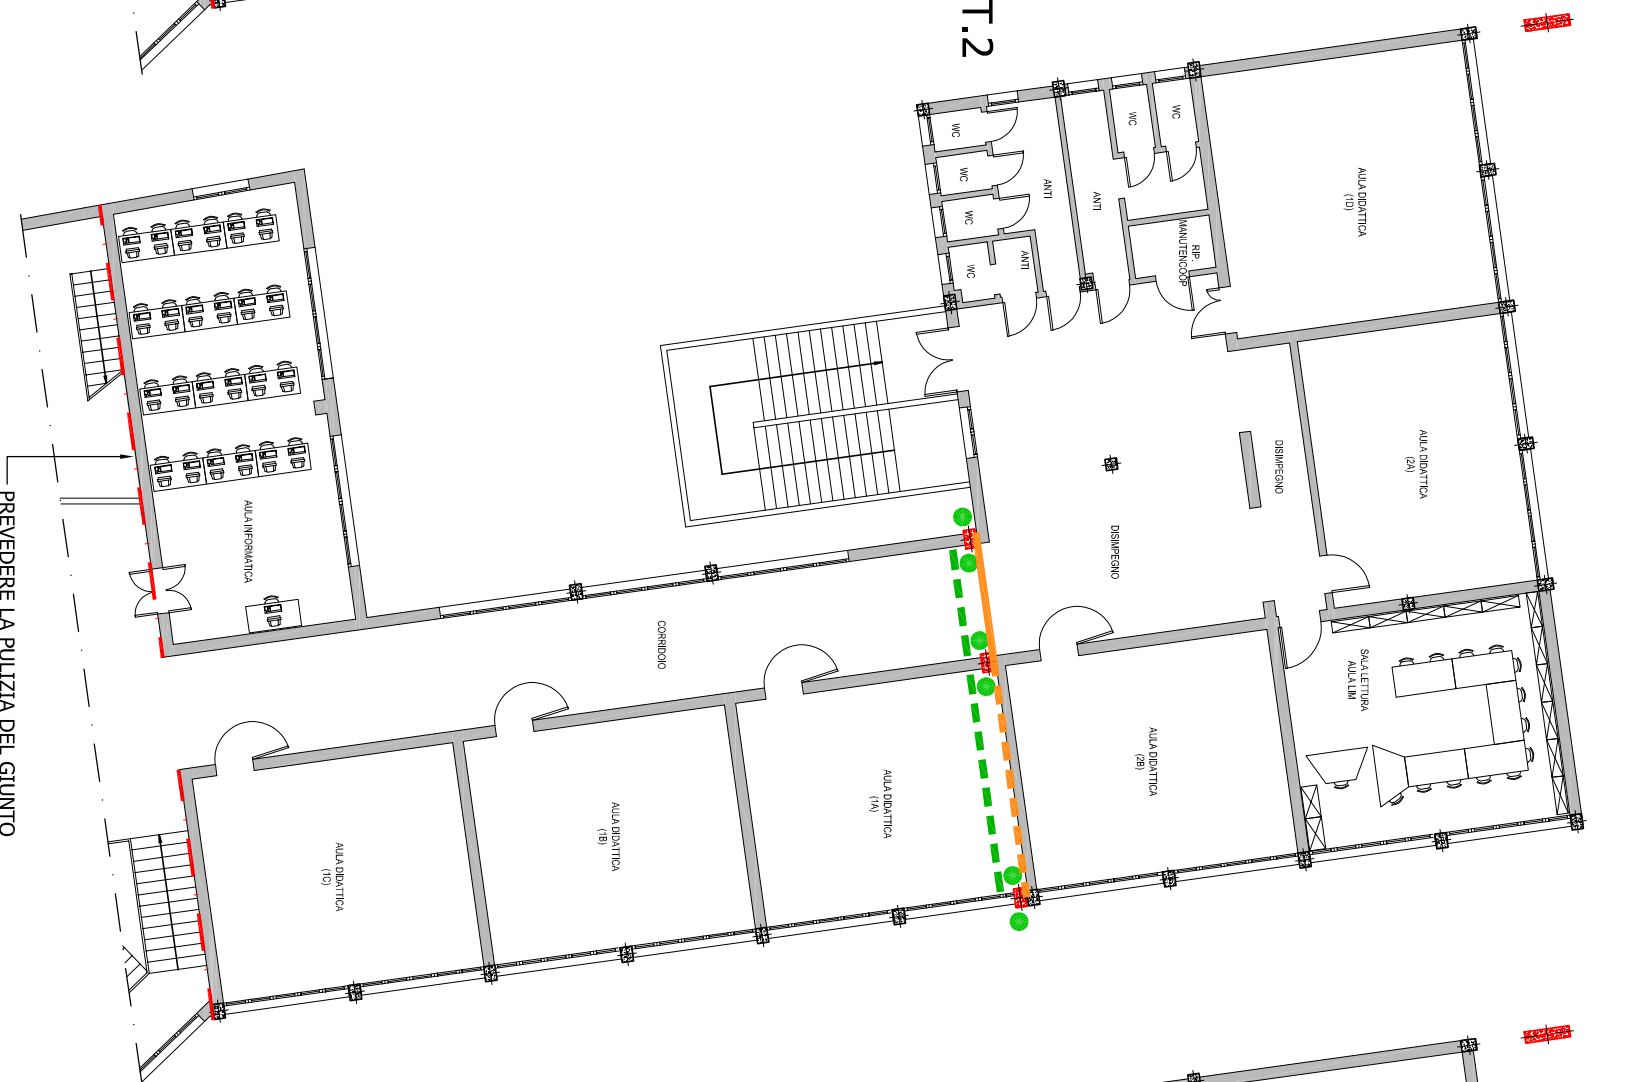 T.2
WC
WC
WC
WC
WC
WC
ANTI
ANTI
ANTI
RIP.
MANUTENCOOP
AULA DIDATTICA
(1D)
AULA DIDATTICA
(2A)
DISIMPEGNO
DISIMPEGNO
AULA INFORMATICA
CORRIDOIO
SALA LETTURA
AULA LIM
AULA DIDATTICA
(2B)
AULA DIDATTICA
(1A)
AULA DIDATTICA
(1B)
AULA DIDATTICA
(1C)
PREVEDERE LA PULIZIA DEL GIUNTO